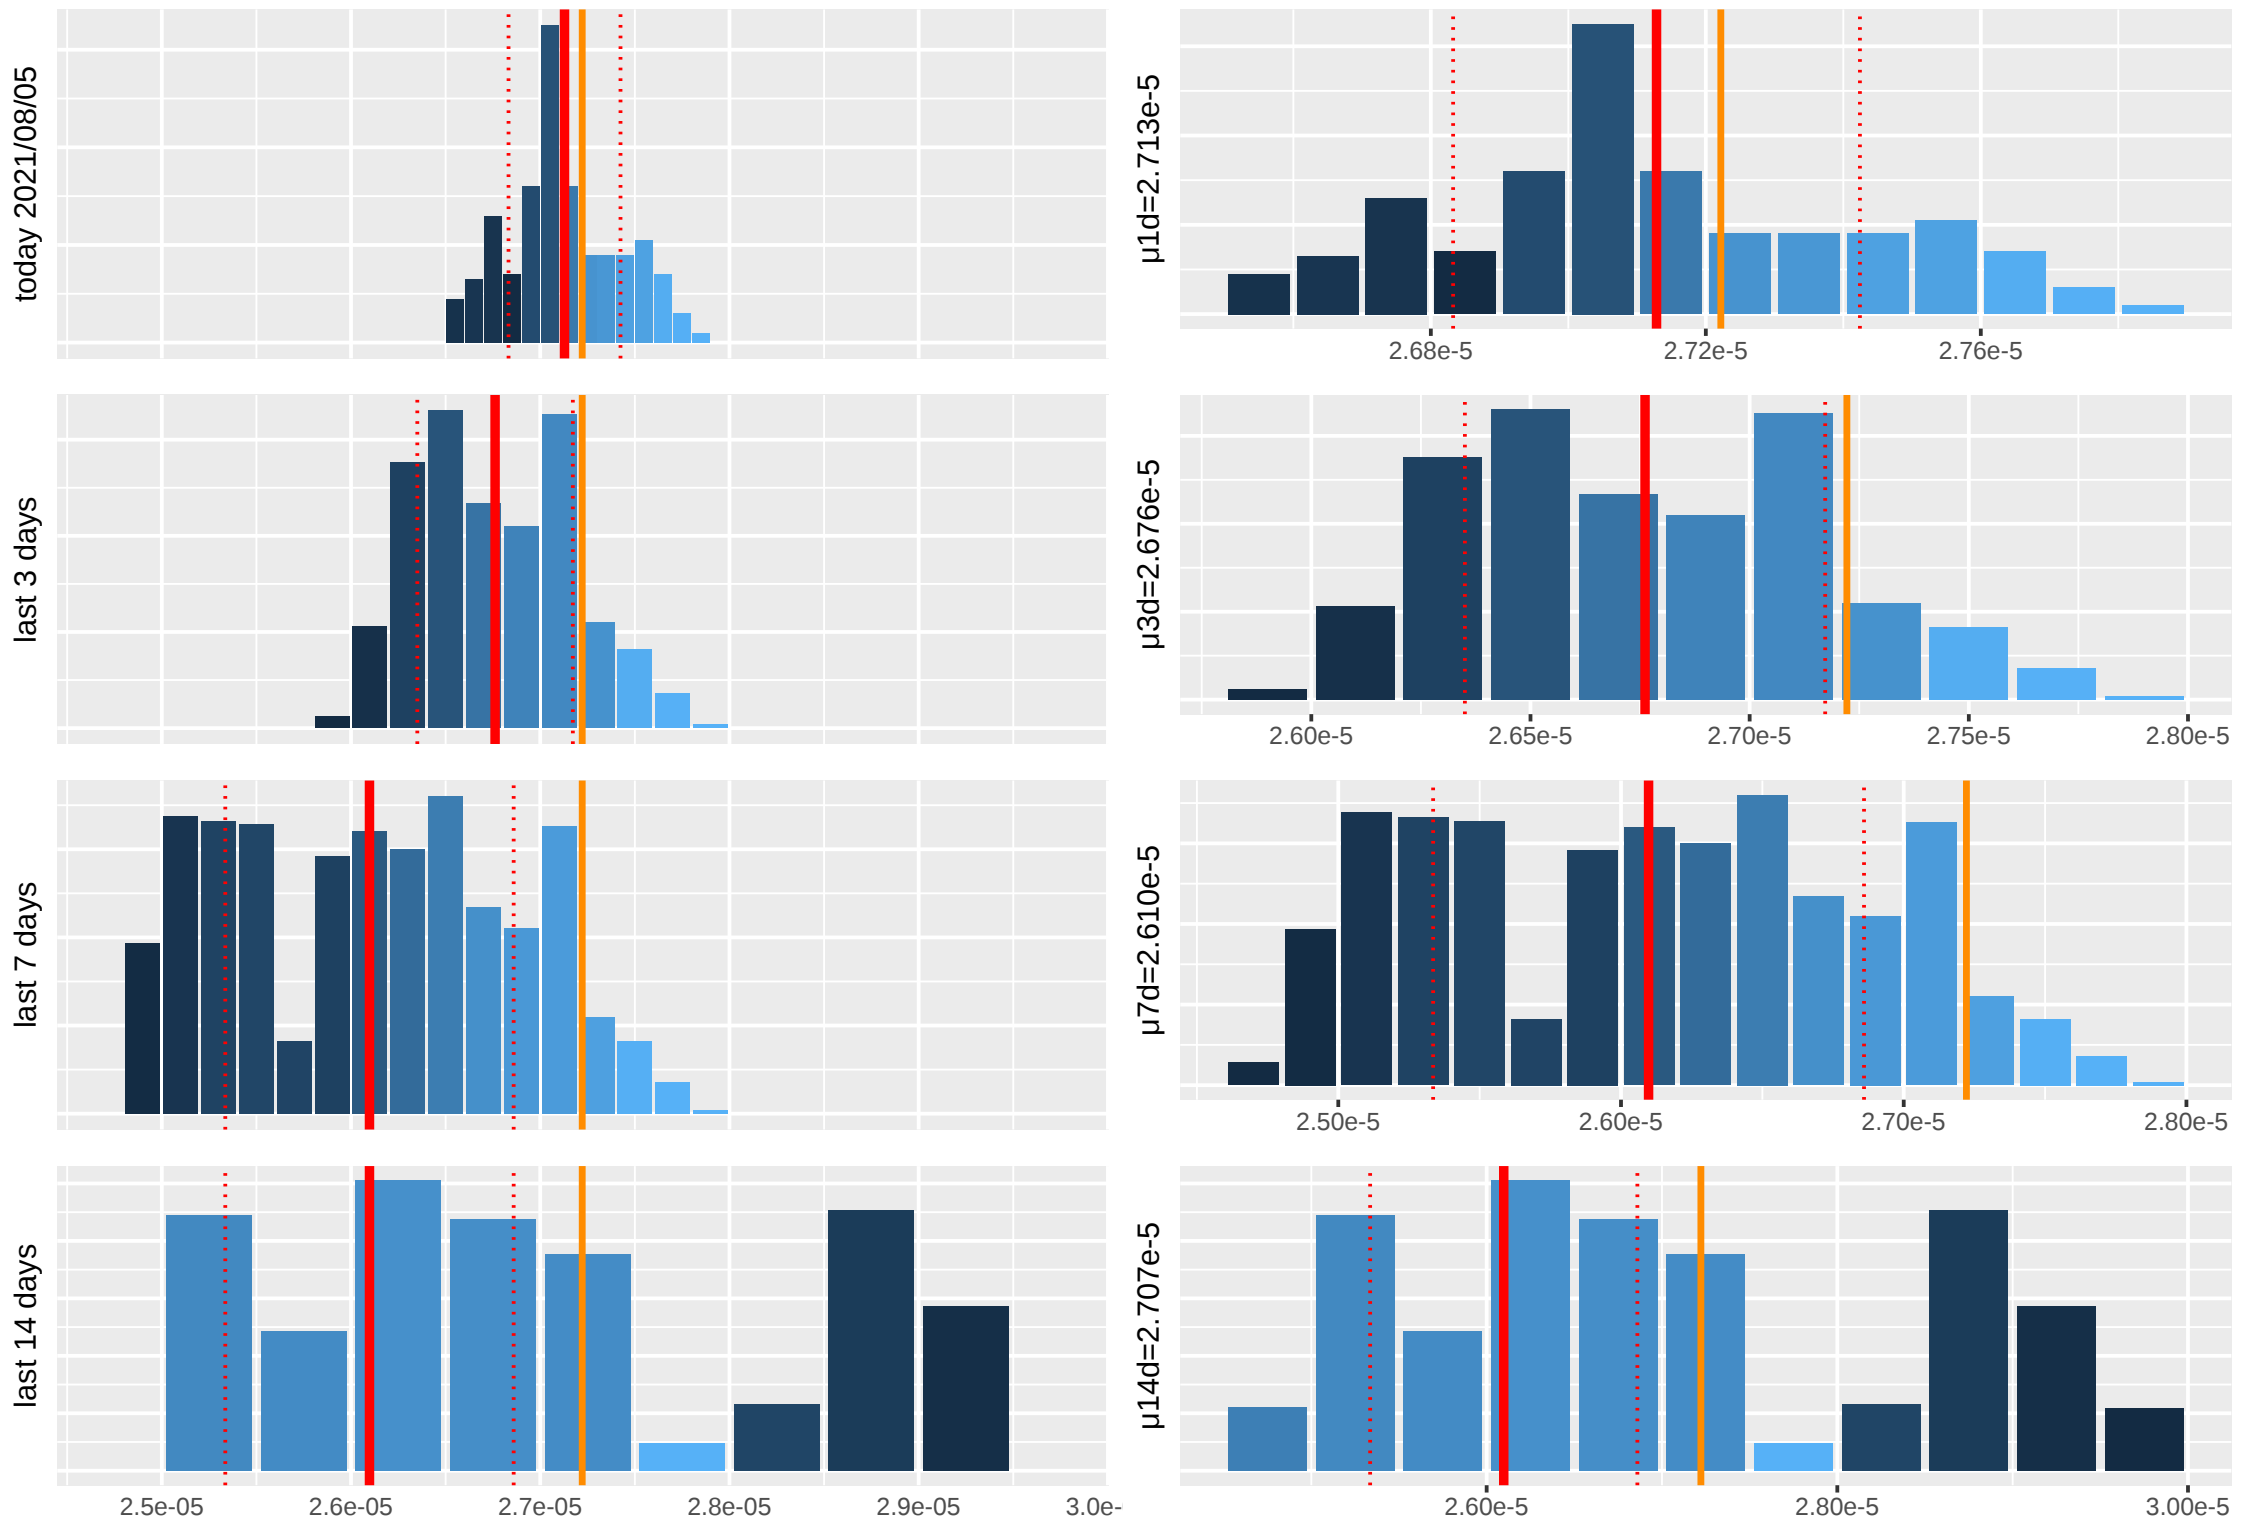 today 2021/08/05
µ1d=2.713e-5
2.68e-5 2.72e-5 2.76e-5
last 3 days
µ3d=2.676e-5
2.60e-5 2.65e-5 2.70e-5 2.75e-5 2.80e-5
last 7 days
µ7d=2.610e-5
2.50e-5 2.60e-5 2.70e-5 2.80e-5
last 14 days
2.5e-05 2.6e-05 2.7e-05 2.8e-05 2.9e-05 3.0e-
µ14d=2.707e-5
2.60e-5 2.80e-5 3.00e-5